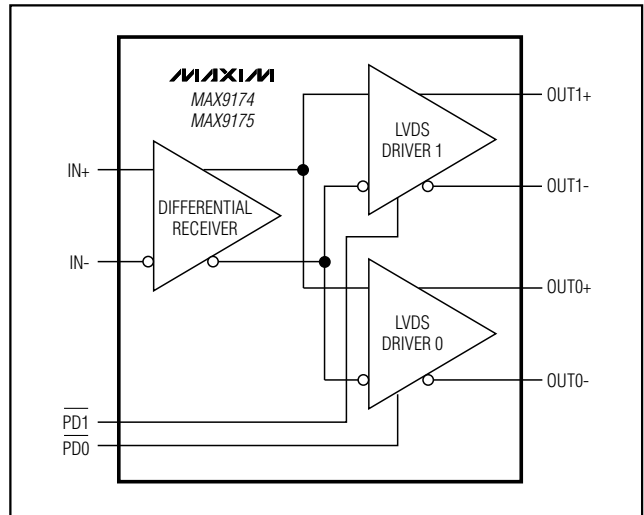 MAXIM
MAX9174
MAX9175
IN+
IN-
DIFFERENTIAL
RECEIVER
LVDS
DRIVER 1
OUT1+
OUT1-
LVDS
DRIVER 0
OUT0+
OUT0-
PD1
PD0